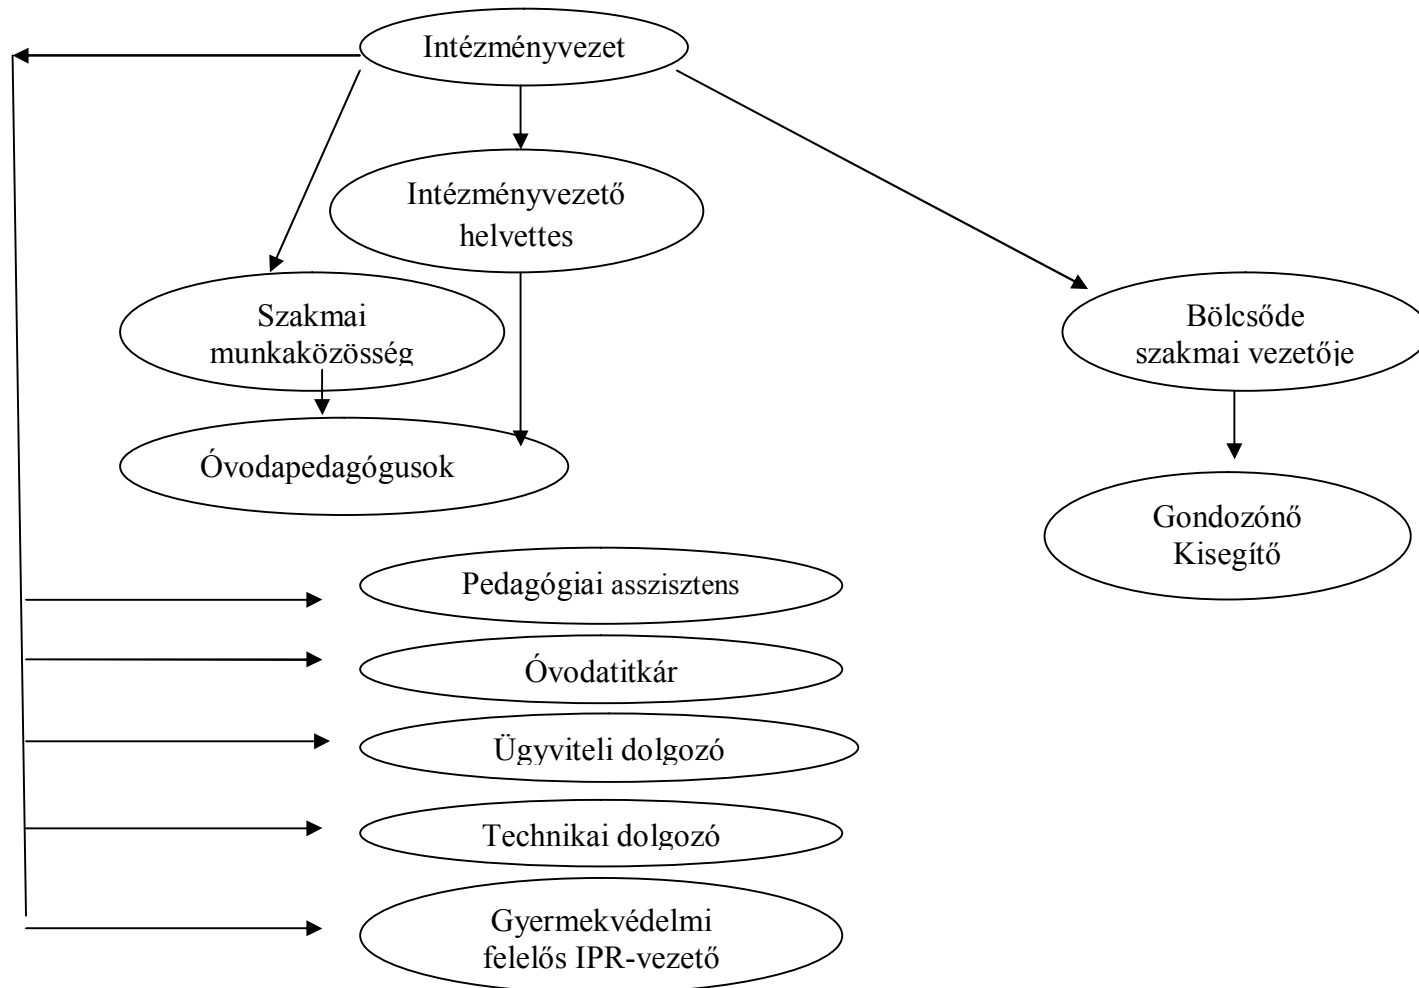 Intézményvezet
Intézményvezető
helvettes
Szakmai
munkaközösség
Óvodapedagógusok
Bölcsőde
szakmai vezetője
Gondozónő
Kisegítő
Pedagógiai asszisztens
Óvodatitkár
Ügyviteli dolgozó
Technikai dolgozó
Gyermekvédelmi
felelős IPR-vezető